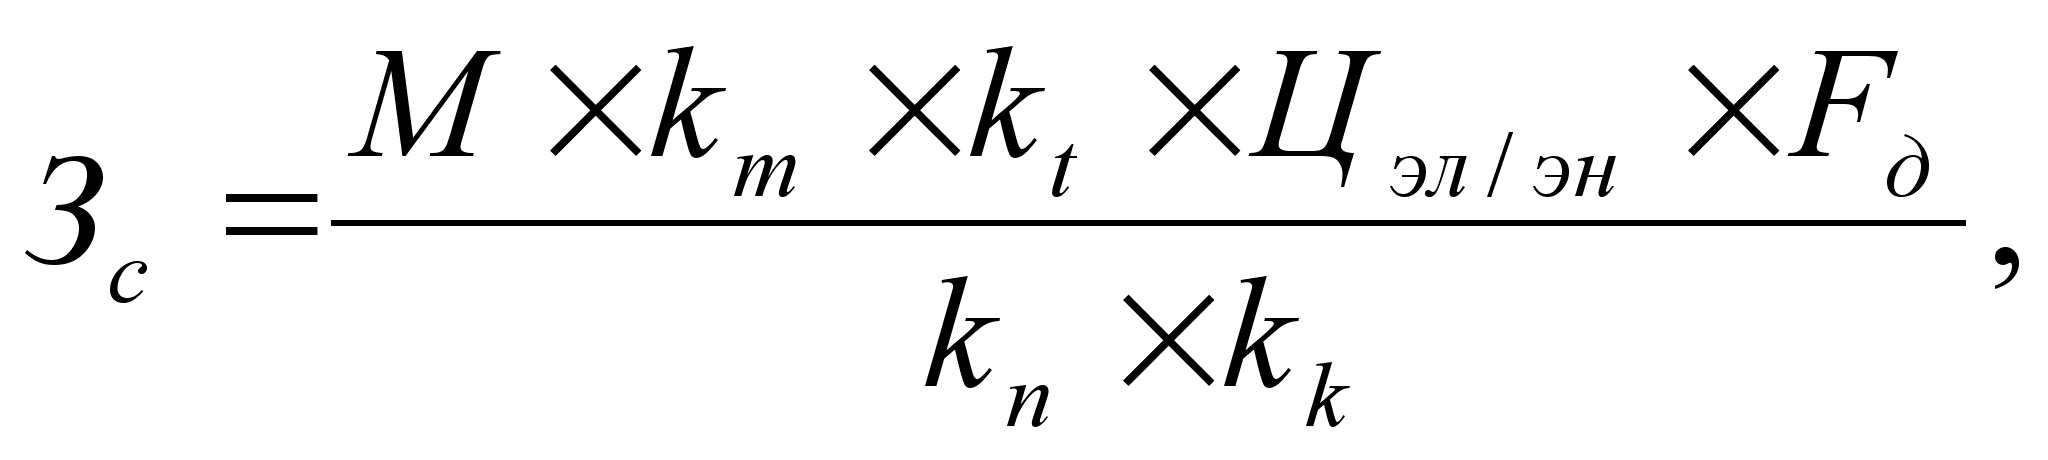 З_с = (M × k_m × k_t × Ц_эл/эн × F_д) / (k_n × k_k),